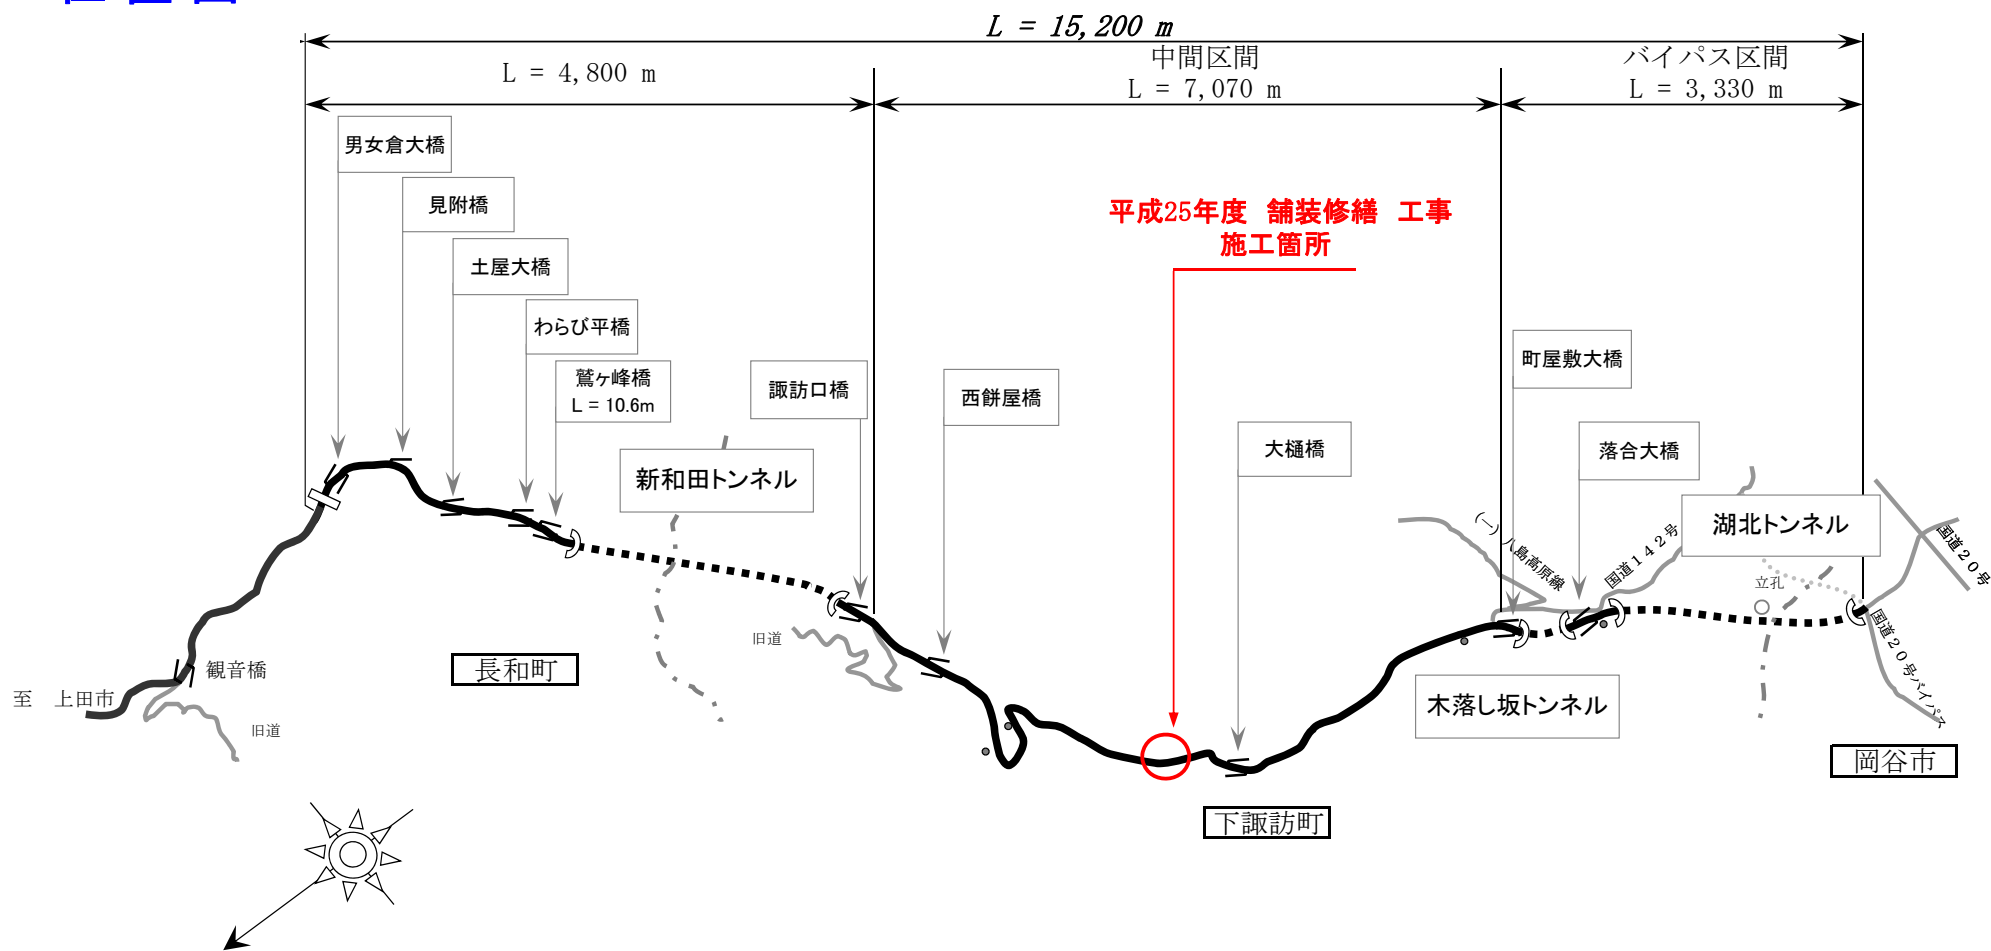 L = 15,200 m
L = 4,800 m
中間区間
L = 7,070 m
バイパス区間
L = 3,330 m
男女倉大橋
見附橋
土屋大橋
わらび平橋
鷲ヶ峰橋
L = 10.6m
新和田トンネル
諏訪口橋
西餅屋橋
平成25年度 舗装修繕 工事
施工箇所
大樋橋
町屋敷大橋
落合大橋
湖北トンネル
(一)八島高原線
国道142号
立孔
国道20号
国道20号バイパス
旧道
長和町
観音橋
至 上田市
旧道
木落し坂トンネル
岡谷市
下諏訪町